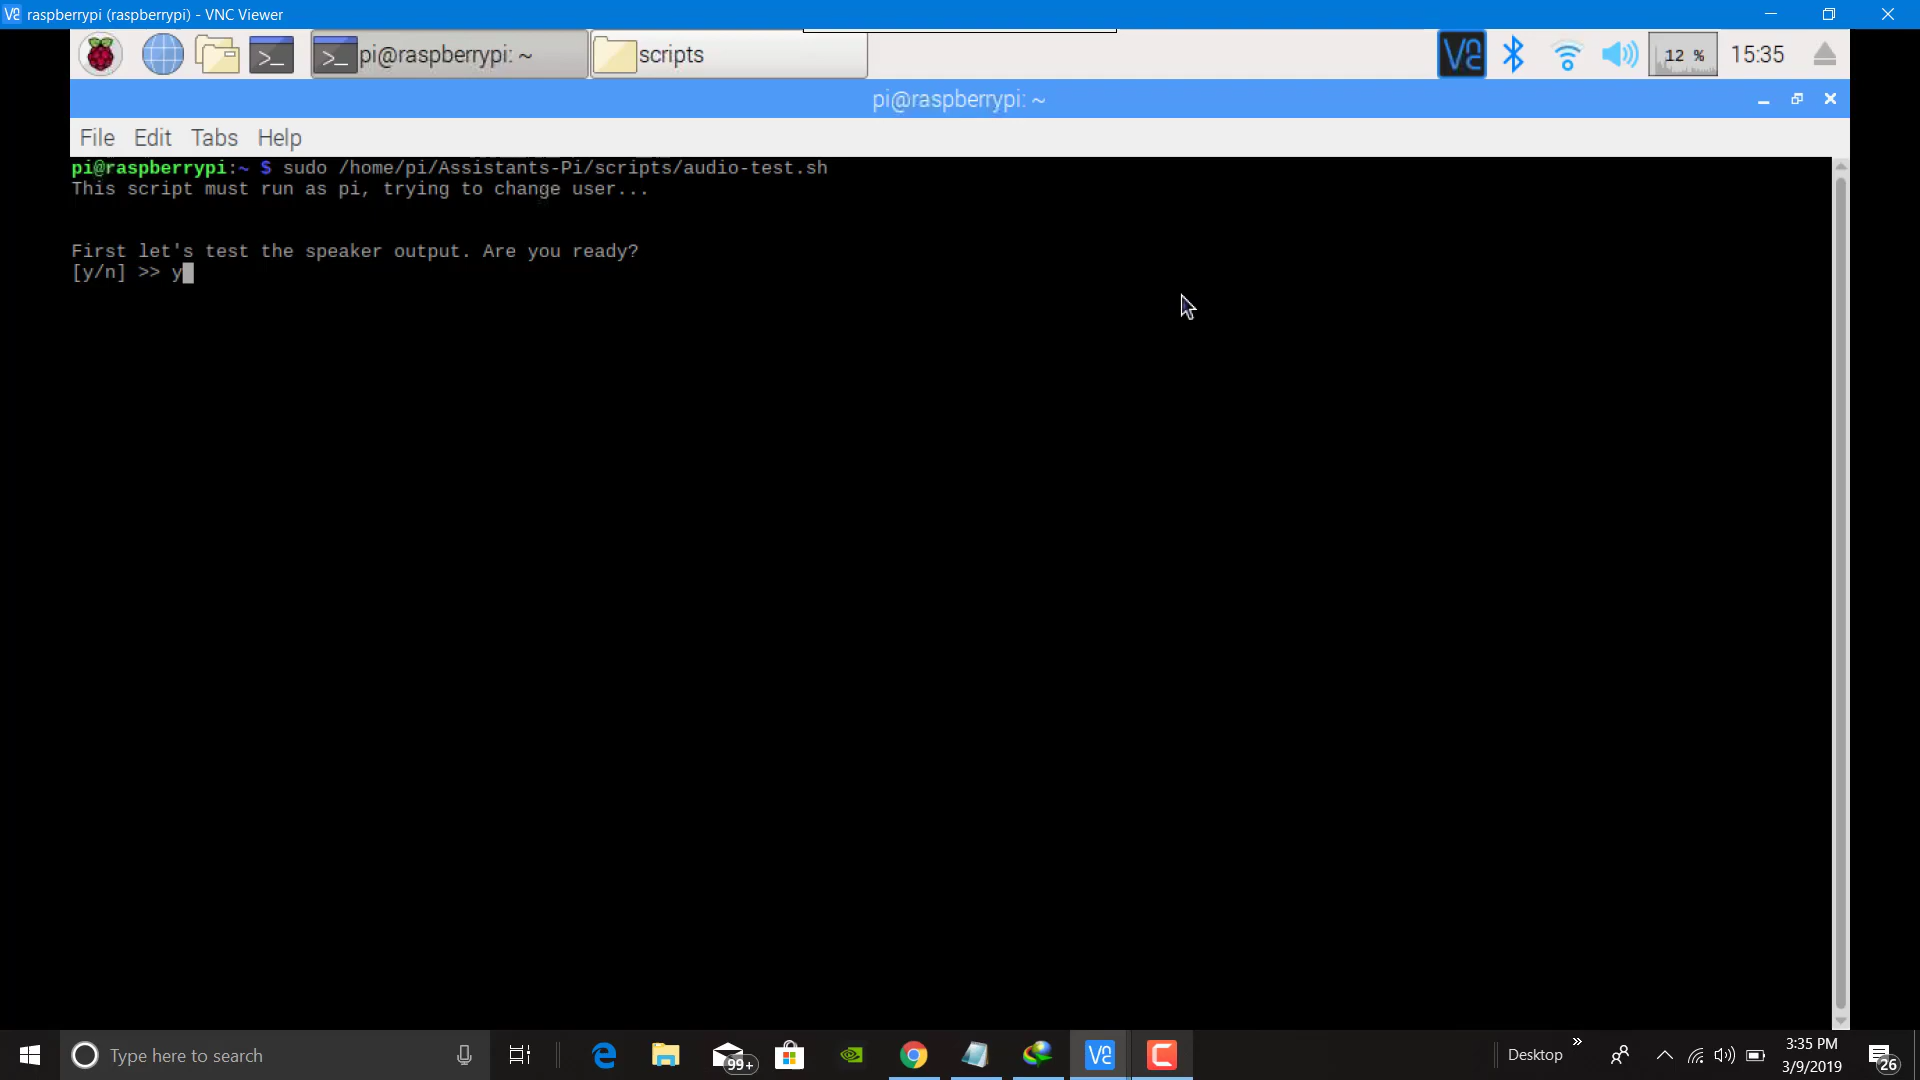 raspberrypi (raspberrypi) - VNC Viewer
pi@raspberrypi: ~
scripts
12 %
15:35
pi@raspberrypi: ~
File Edit Tabs Help
pi@raspberrypi:~ $ sudo /home/pi/Assistants-Pi/scripts/audio-test.sh
This script must run as pi, trying to change user...
First let's test the speaker output. Are you ready?
[y/n] >> y
Type here to search
99+
Desktop
3:35 PM
3/9/2019
26